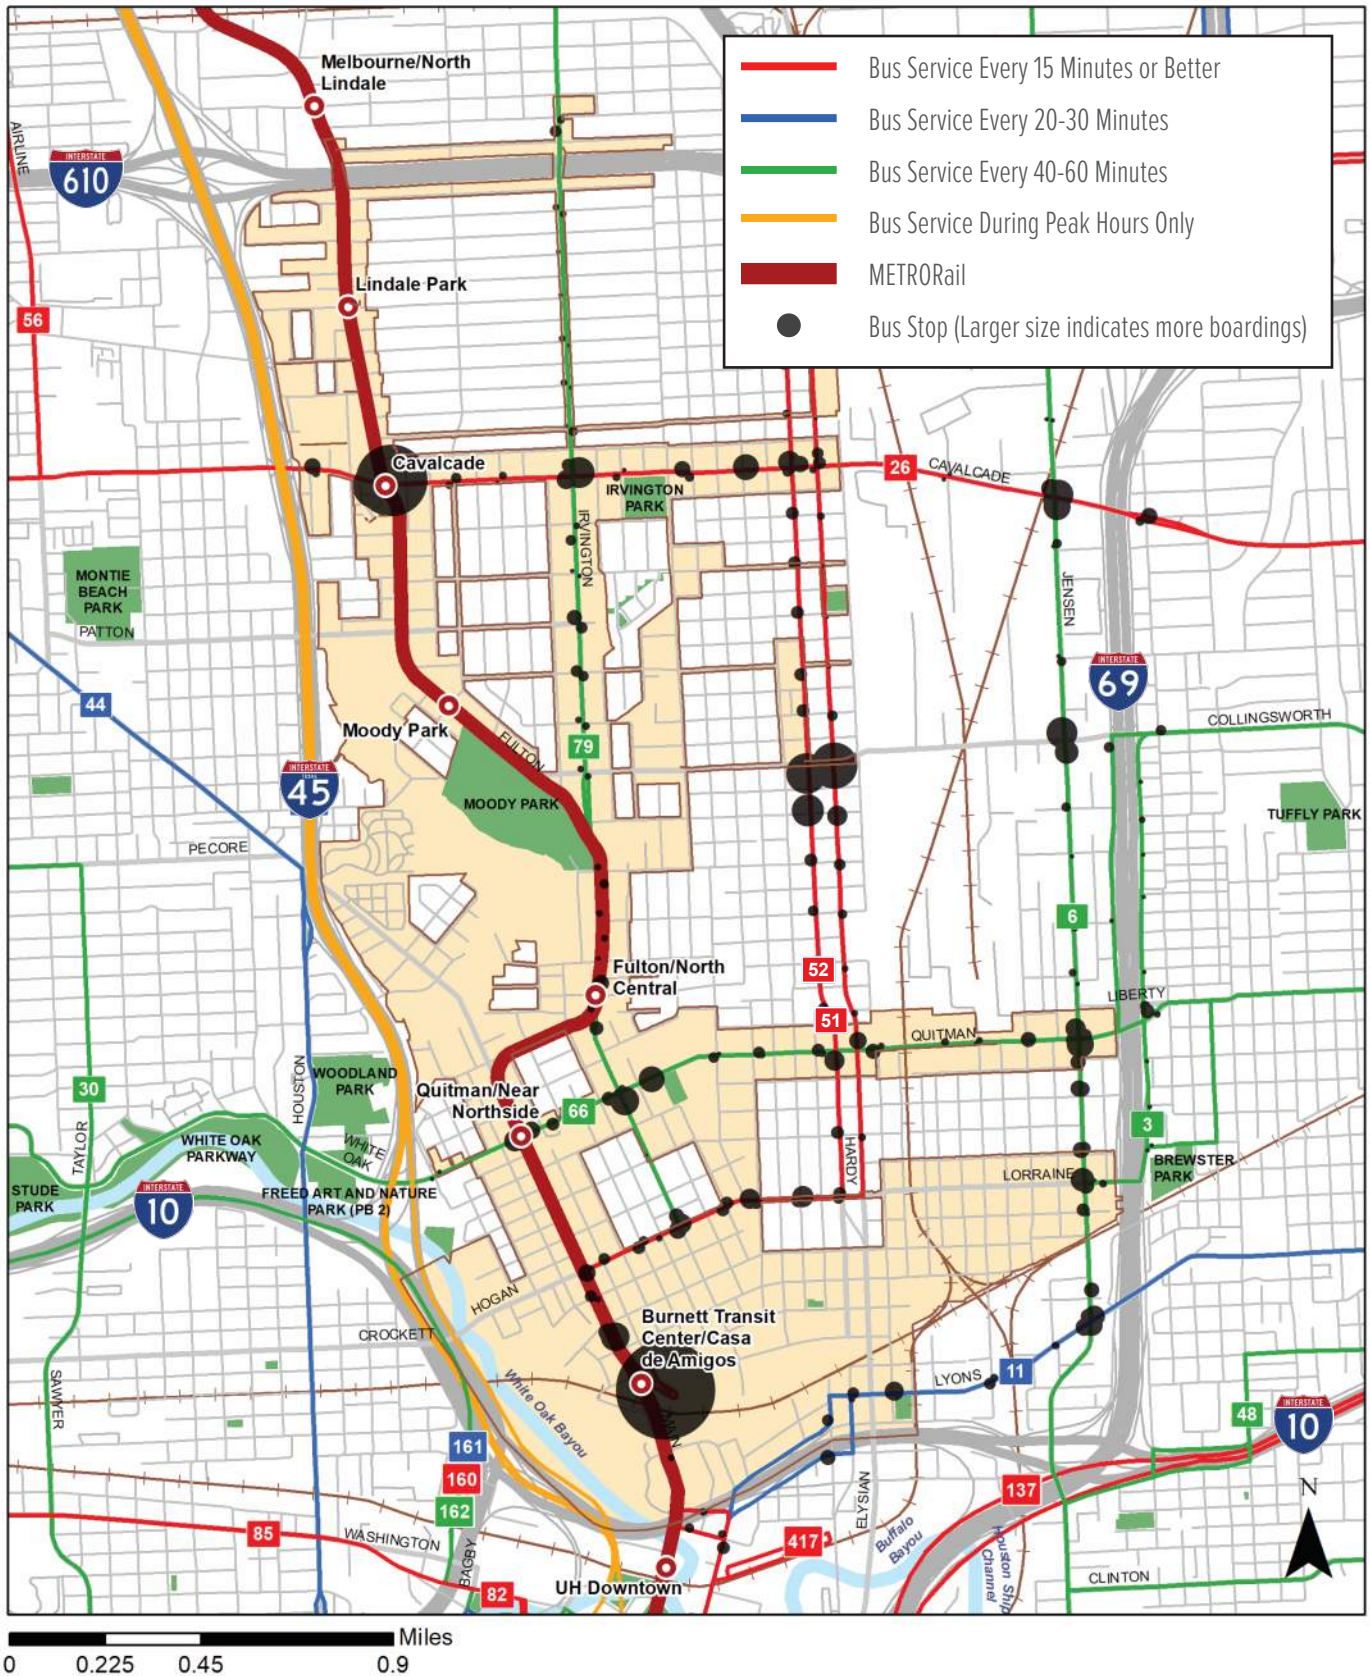 Melbourne/North
Lindale
AIRLINE
INTERSTATE
610
Bus Service Every 15 Minutes or Better
Bus Service Every 20-30 Minutes
Bus Service Every 40-60 Minutes
Bus Service During Peak Hours Only
METRORail
Bus Stop (Larger size indicates more boardings)
Lindale Park
56
Cavalcade
26
CAVALCADE
IRVINGTON
PARK
IRVINGTON
MONTIE
BEACH
PARK
PATTON
JENSEN
INTERSTATE
69
44
COLLINGSWORTH
Moody Park
FULTON
79
INTERSTATE
TEXAS
45
MOODY PARK
TUFFLY PARK
PECORE
6
52
Fulton/North
Central
LIBERTY
51
QUITMAN
HOUSTON
WOODLAND
PARK
Quitman/Near
Northside
30
66
3
TAYLOR
WHITE OAK
PARKWAY
WHITE
OAK
HARDY
BREWSTER
PARK
LORRAINE
STUDE
PARK
INTERSTATE
10
FREED ART AND NATURE
PARK (PB 2)
HOGAN
CROCKETT
Burnett Transit
Center/Casa
de Amigos
SAWYER
White Oak Bayou
MAIN
LYONS
11
48
INTERSTATE
10
161
160
162
137
N
ELYSIAN
85
WASHINGTON
BAGBY
417
Buffalo
Bayou
Houston Ship
Channel
UH Downtown
82
CLINTON
Miles
0 0.225 0.45 0.9